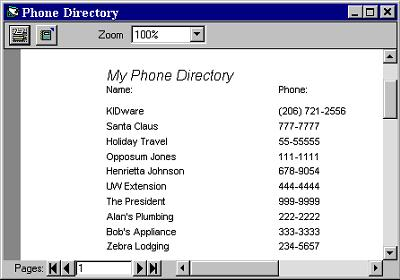 Phone Directory
Zoom 100%
My Phone Directory
Name: Phone:
KIDware (206) 721-2556
Santa Claus 777-7777
Holiday Travel 55-55555
Opposum Jones 111-1111
Henrietta Johnson 678-9054
UW Extension 444-4444
The President 999-9999
Alan's Plumbing 222-2222
Bob's Appliance 333-3333
Zebra Lodging 234-5657
Pages: 1